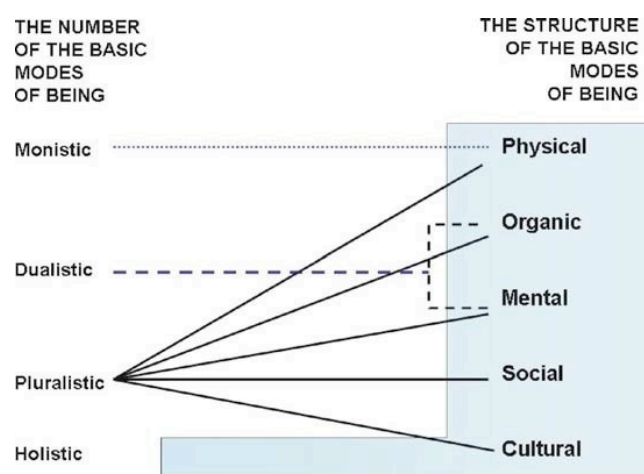 THE NUMBER
OF THE BASIC
MODES
OF BEING
THE STRUCTURE
OF THE BASIC
MODES
OF BEING
Monistic
Physical
Organic
Dualistic
Mental
Pluralistic
Social
Holistic
Cultural